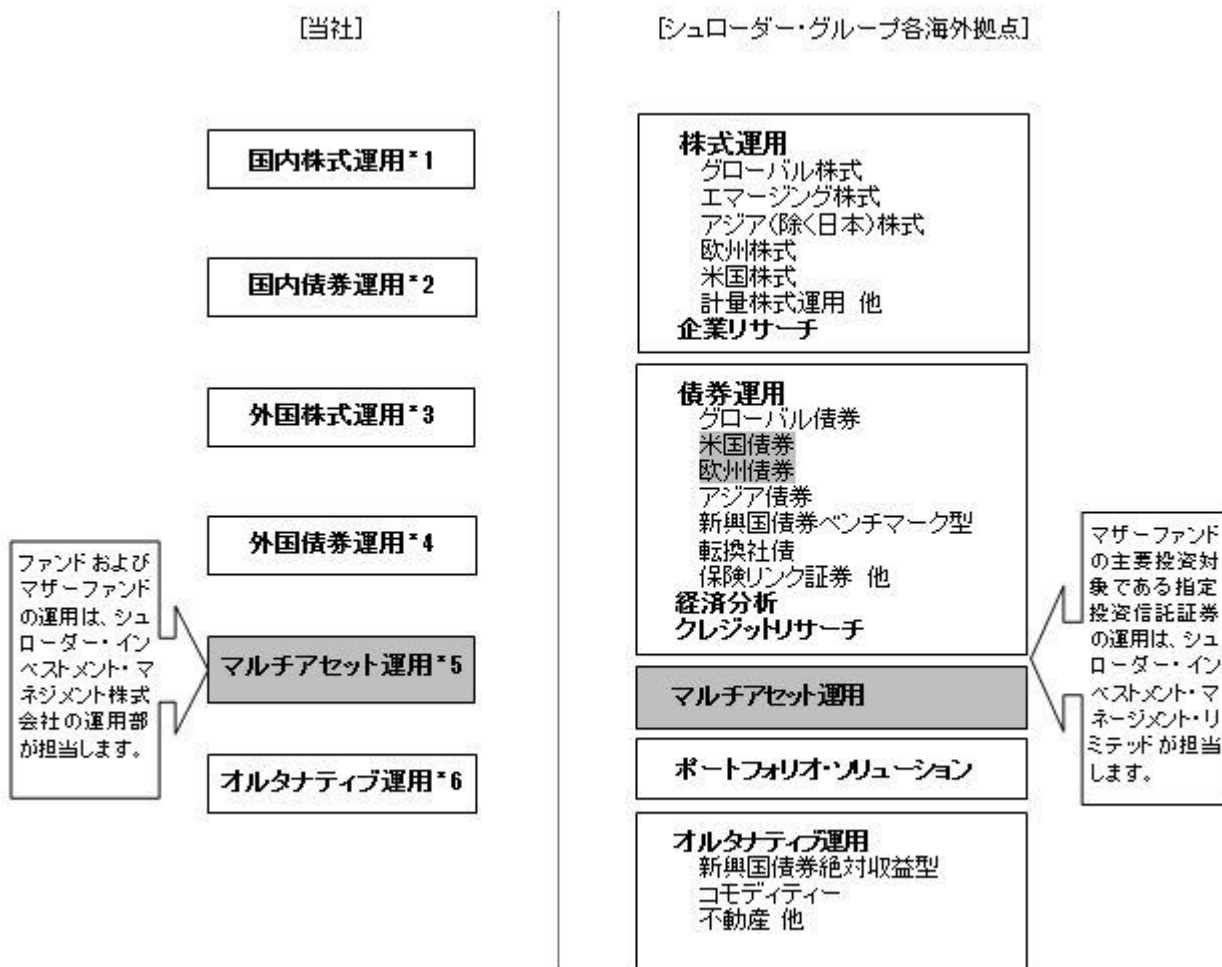 [当社]
[シュローダー・グループ各海外拠点]
国内株式運用*1
国内債券運用*2
外国株式運用*3
外国債券運用*4
マルチアセット運用*5
オルタナティブ運用*6
ファンドおよび
マザーファンド
の運用は、シュ
ローダー・イン
ベストメント・マ
ネジメント株式
会社の運用部
が担当します。
株式運用
グローバル株式
エマージング株式
アジア(除く日本)株式
欧州株式
米国株式
計量株式運用 他
企業リサーチ
債券運用
グローバル債券
米国債券
欧州債券
アジア債券
新興国債券ベンチマーク型
転換社債
保険リンク証券 他
経済分析
クレジットリサーチ
マルチアセット運用
ポートフォリオ・ソリューション
オルタナティブ運用
新興国債券絶対収益型
コモディティー
不動産 他
マザーファンド
の主要投資対
象である指定
投資信託証券
の運用は、シュ
ローダー・イン
ベストメント・マ
ネージメント・リ
ミテッドが担当
します。